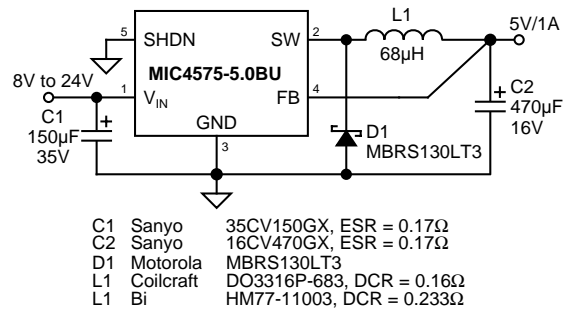 L1
5V/1A
5
SHDN
SW
2
68µH
MIC4575-5.0BU
8V to 24V
1
VIN
FB
4
C2
470µF
16V
+
C1
150µF
35V
+
GND
3
D1
MBRS130LT3
C1 Sanyo 35CV150GX, ESR = 0.17Ω
C2 Sanyo 16CV470GX, ESR = 0.17Ω
D1 Motorola MBRS130LT3
L1 Coilcraft DO3316P-683, DCR = 0.16Ω
L1 Bi HM77-11003, DCR = 0.233Ω